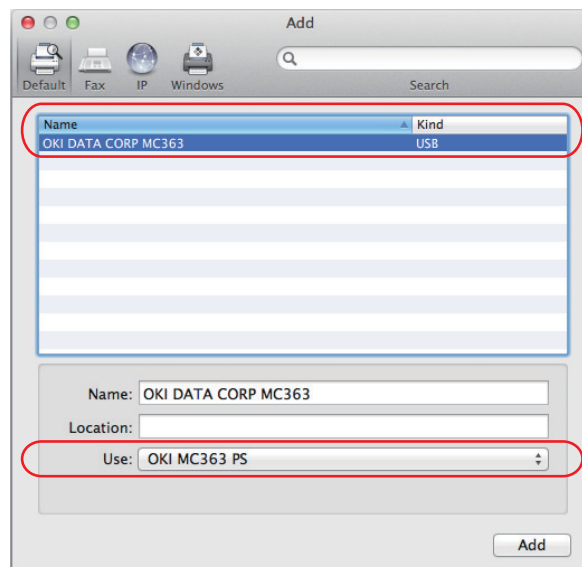 Add
Default Fax IP Windows Search
Name Kind
OKI DATA CORP MC363 USB
Name: OKI DATA CORP MC363
Location:
Use: OKI MC363 PS
Add